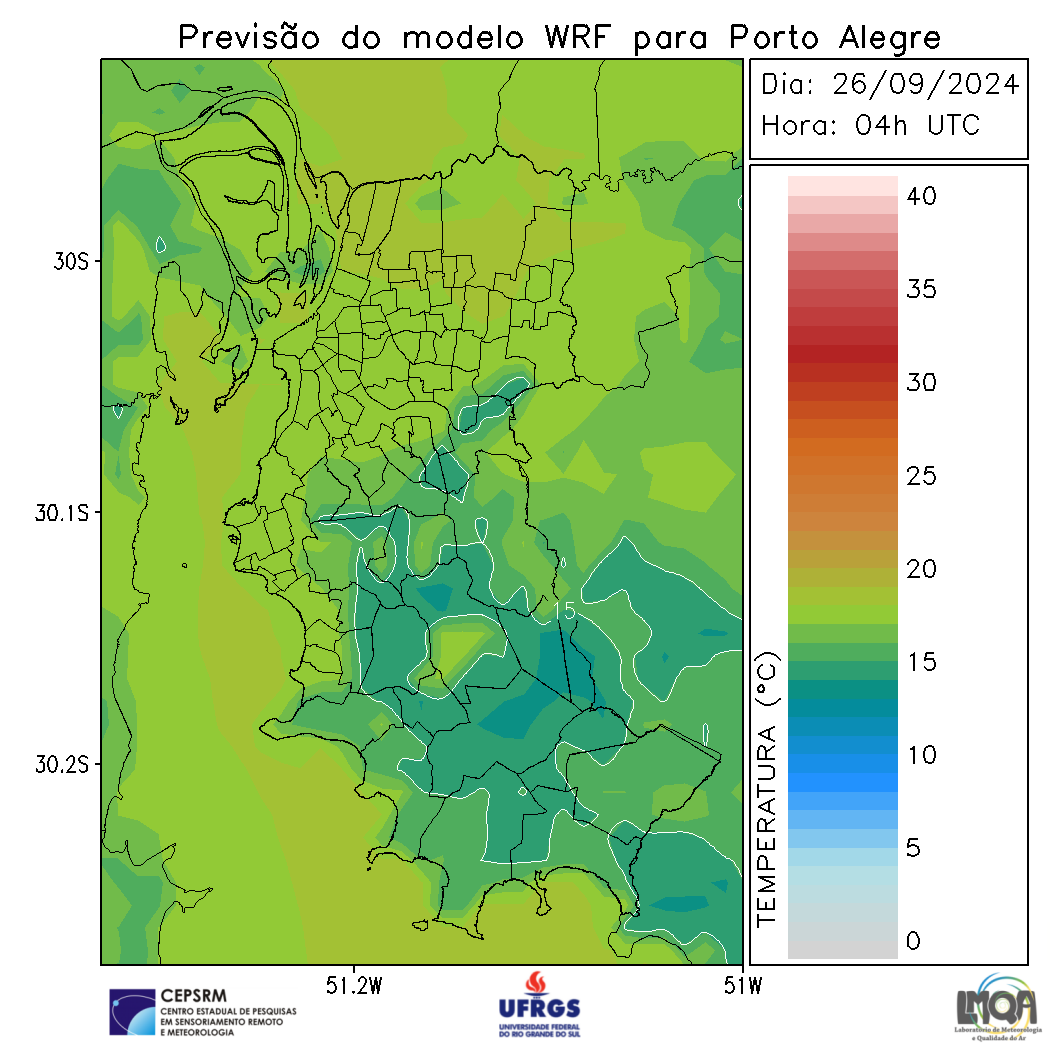 Previsão do modelo WRF para Porto Alegre
Dia: 26/09/2024
Hora: 04h UTC
40
35
30
25
20
15
10
5
0
TEMPERATURA (°C)
30S
30.1S
30.2S
51.2W
51W
15
CEPSRM
CENTRO ESTADUAL DE PESQUISAS
EM SENSORIAMENTO REMOTO
E METEOROLOGIA
UFRGS
UNIVERSIDADE FEDERAL
DO RIO GRANDE DO SUL
LMQA
Laboratório de Meteorologia
e Qualidade do Ar